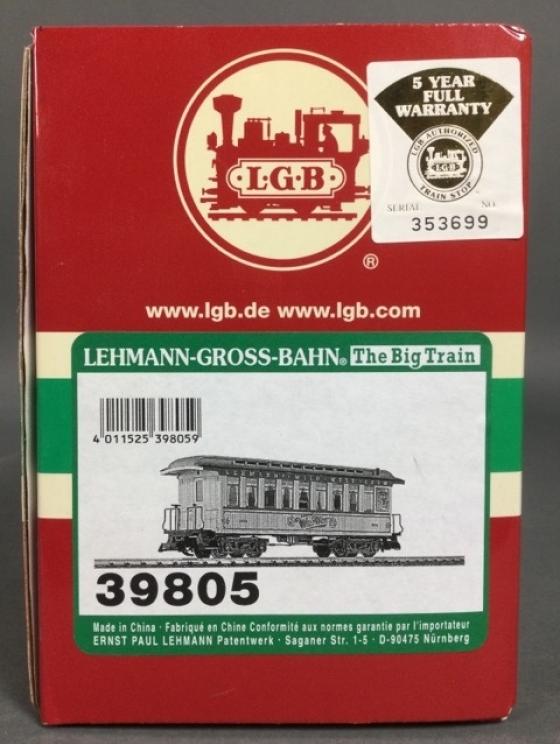 5 YEAR
FULL
WARRANTY
LGB AUTHORIZED
LGB
TRAIN STOP
SERIAL NO.
353699
L·G·B
®
www.lgb.de www.lgb.com
LEHMANN-GROSS-BAHN® The Big Train
4 011525 398059
39805
Made in China · Fabriqué en Chine Conformité aux normes garantie par l'importateur
ERNST PAUL LEHMANN Patentwerk · Saganer Str. 1-5 · D-90475 Nürnberg